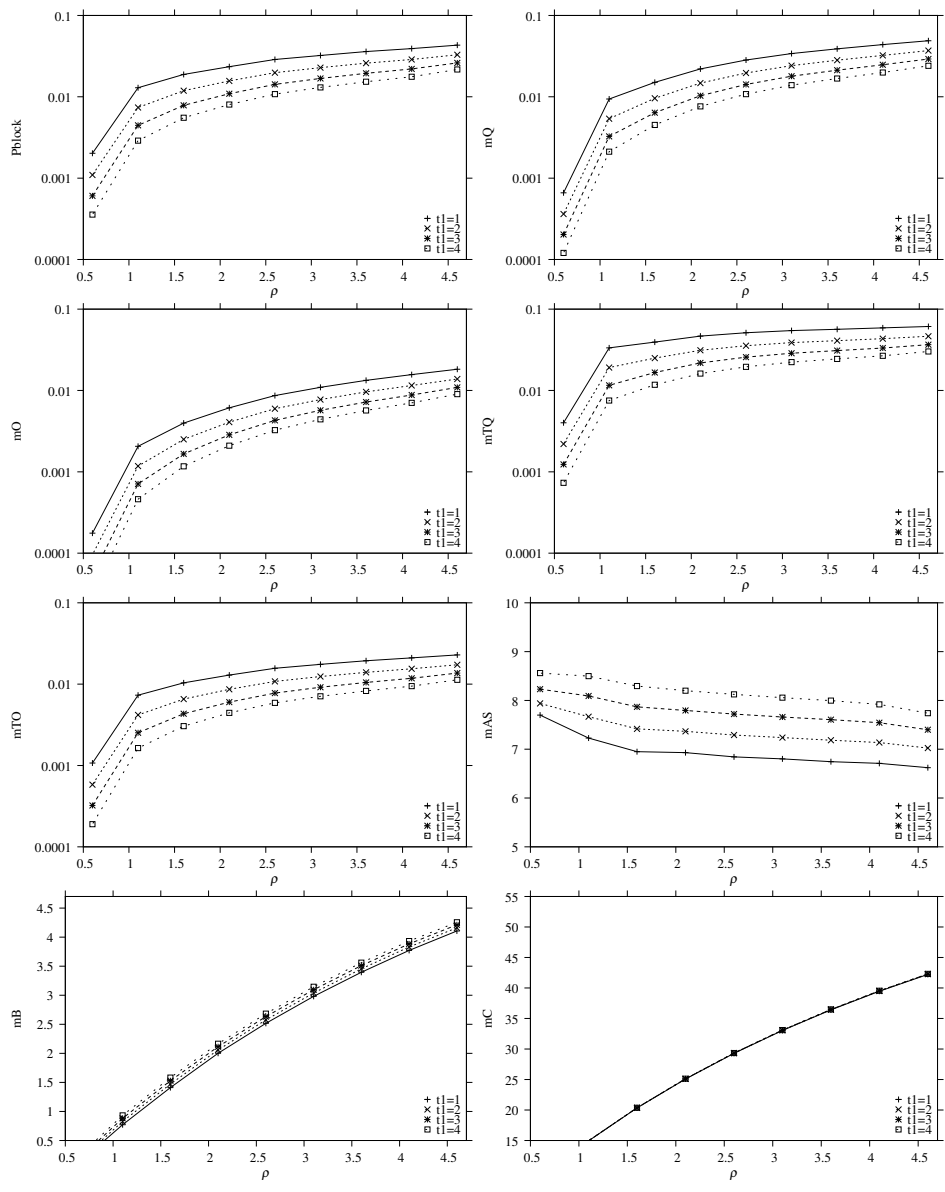 0.1
0.01
0.001
0.0001
Pblock
0.5 1 1.5 2 2.5 3 3.5 4 4.5
ρ
t1=1
t1=2
t1=3
t1=4
0.1
0.01
0.001
0.0001
mQ
0.5 1 1.5 2 2.5 3 3.5 4 4.5
ρ
t1=1
t1=2
t1=3
t1=4
0.1
0.01
0.001
0.0001
mO
0.5 1 1.5 2 2.5 3 3.5 4 4.5
ρ
t1=1
t1=2
t1=3
t1=4
0.1
0.01
0.001
0.0001
mTQ
0.5 1 1.5 2 2.5 3 3.5 4 4.5
ρ
t1=1
t1=2
t1=3
t1=4
0.1
0.01
0.001
0.0001
mTO
0.5 1 1.5 2 2.5 3 3.5 4 4.5
ρ
t1=1
t1=2
t1=3
t1=4
10
9
8
7
6
5
mAS
0.5 1 1.5 2 2.5 3 3.5 4 4.5
ρ
t1=1
t1=2
t1=3
t1=4
4.5
4
3.5
3
2.5
2
1.5
1
0.5
mB
0.5 1 1.5 2 2.5 3 3.5 4 4.5
ρ
t1=1
t1=2
t1=3
t1=4
55
50
45
40
35
30
25
20
15
mC
0.5 1 1.5 2 2.5 3 3.5 4 4.5
ρ
t1=1
t1=2
t1=3
t1=4